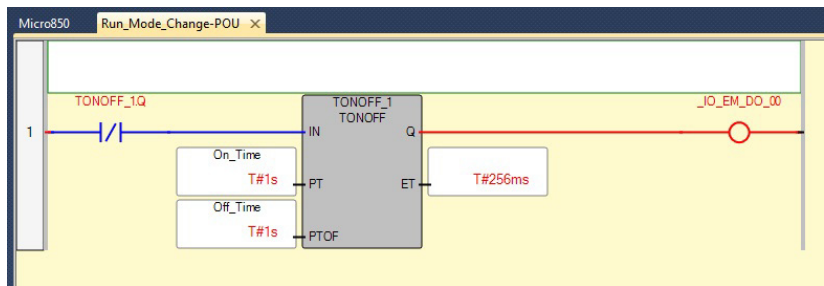 Micro850
Run_Mode_Change-POU ×
TONOFF_1.Q
TONOFF_1
TONOFF
_IO_EM_DO_00
1
IN
Q
On_Time
T#1s
PT
ET
T#256ms
Off_Time
T#1s
PTOF